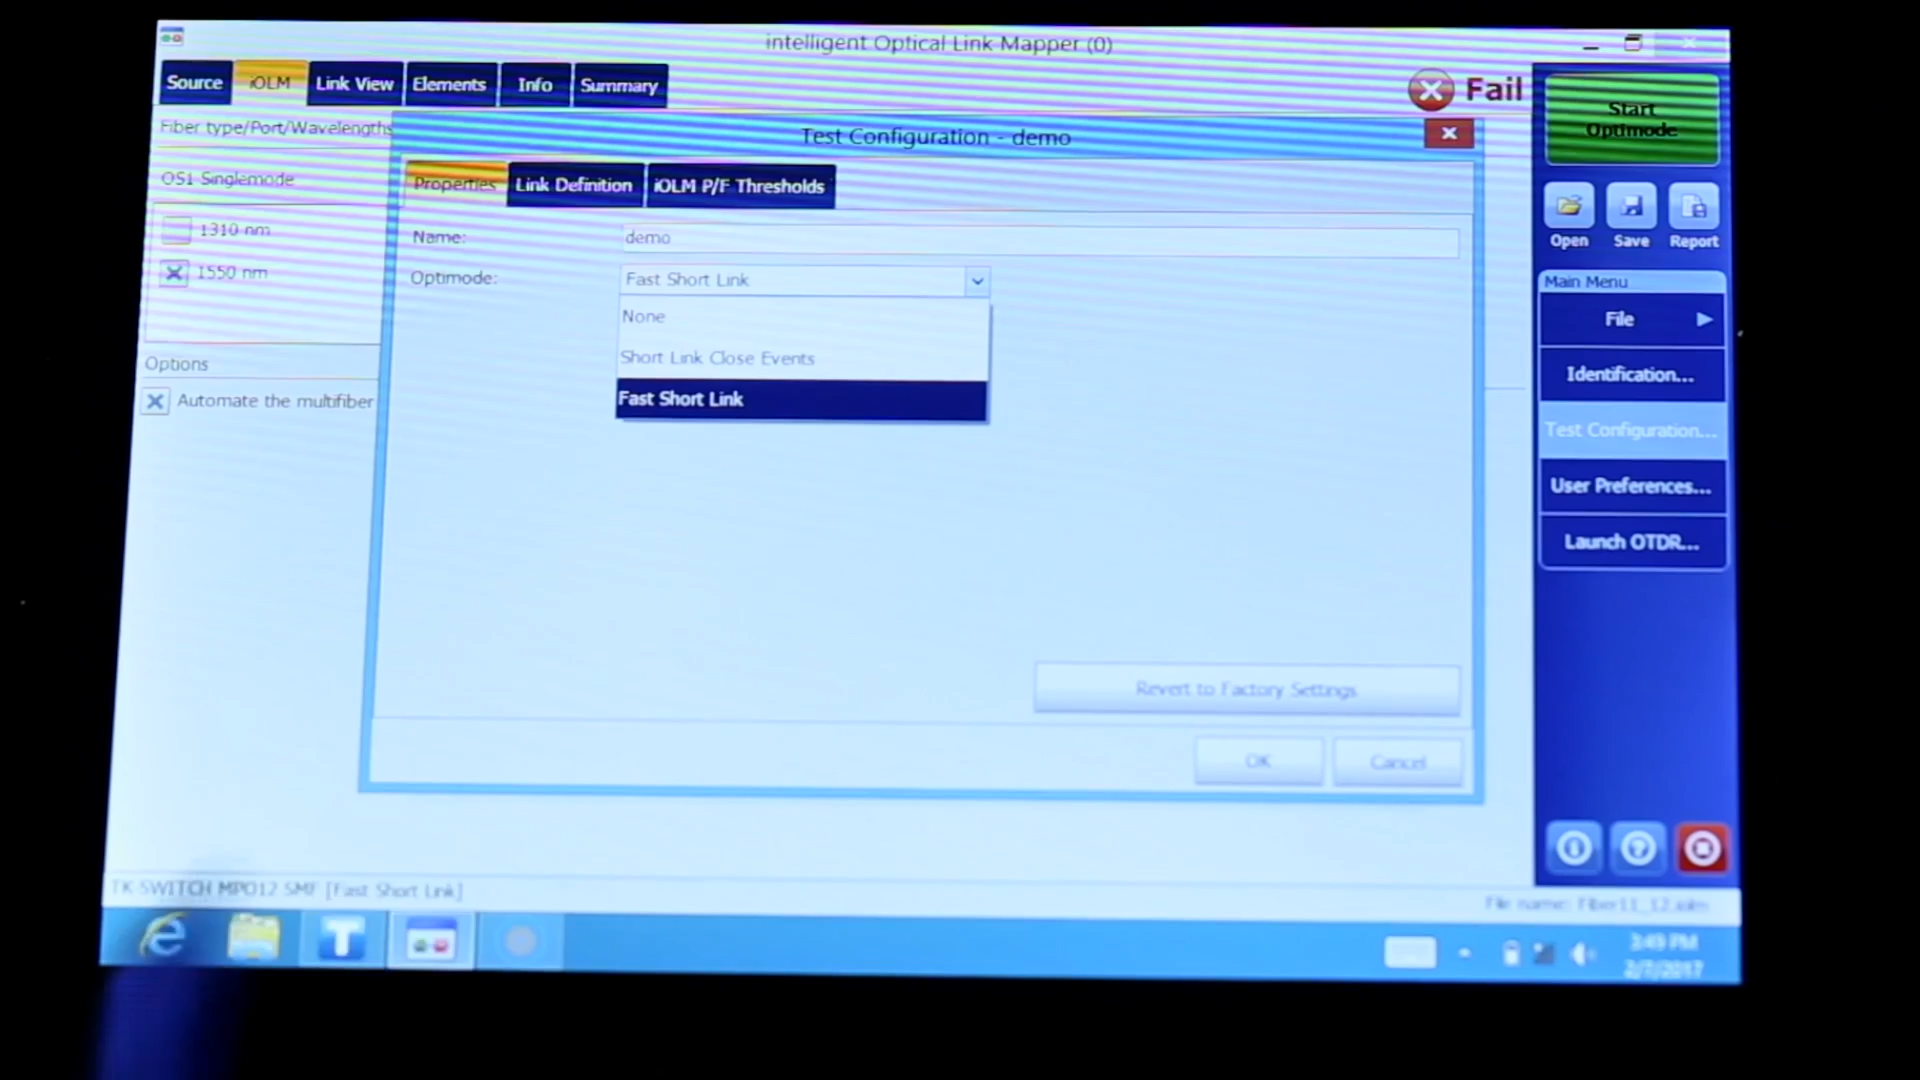 intelligent Optical Link Mapper (0)
Source
iOLM
Link View
Elements
Info
Summary
Fail
Start
Optimode
Fiber type/Port/Wavelengths
OS1 Singlemode
1310 nm
1550 nm
Options
Automate the multifiber
Test Configuration - demo
Properties
Link Definition
iOLM P/F Thresholds
Name:
demo
Optimode:
Fast Short Link
None
Short Link Close Events
Fast Short Link
Revert to Factory Settings
OK
Cancel
Open
Save
Report
Main Menu
File
Identification...
Test Configuration...
User Preferences...
Launch OTDR...
TK SWITCH MPO12 SMF [Fast Short Link]
File name: Fiber11_12.iolm
3:49 PM
2/7/2017